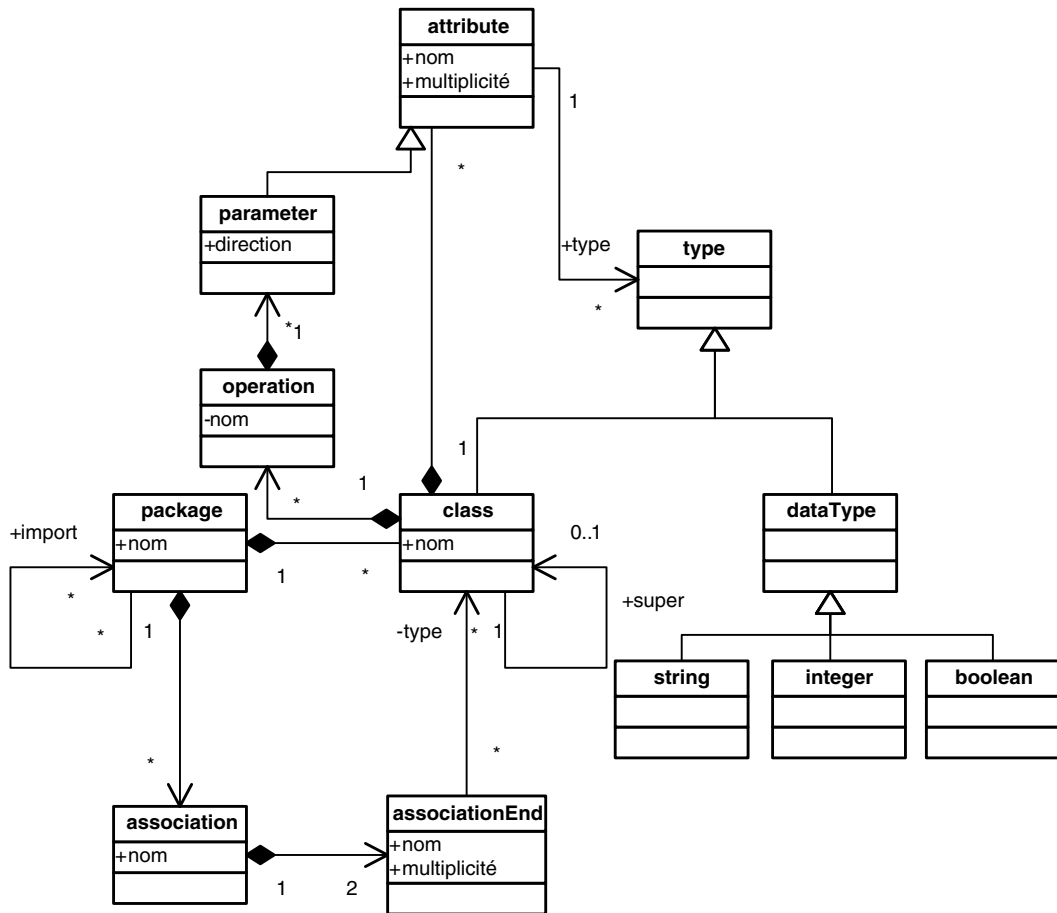 attribute
+nom
+multiplicité
1
*
parameter
+direction
+type
type
*
*1
operation
-nom
1
1
*
package
+nom
class
+nom
dataType
+import
0..1
1
*
*
*
1
+super
-type
*
1
string
integer
boolean
*
*
association
+nom
associationEnd
+nom
+multiplicité
1
2